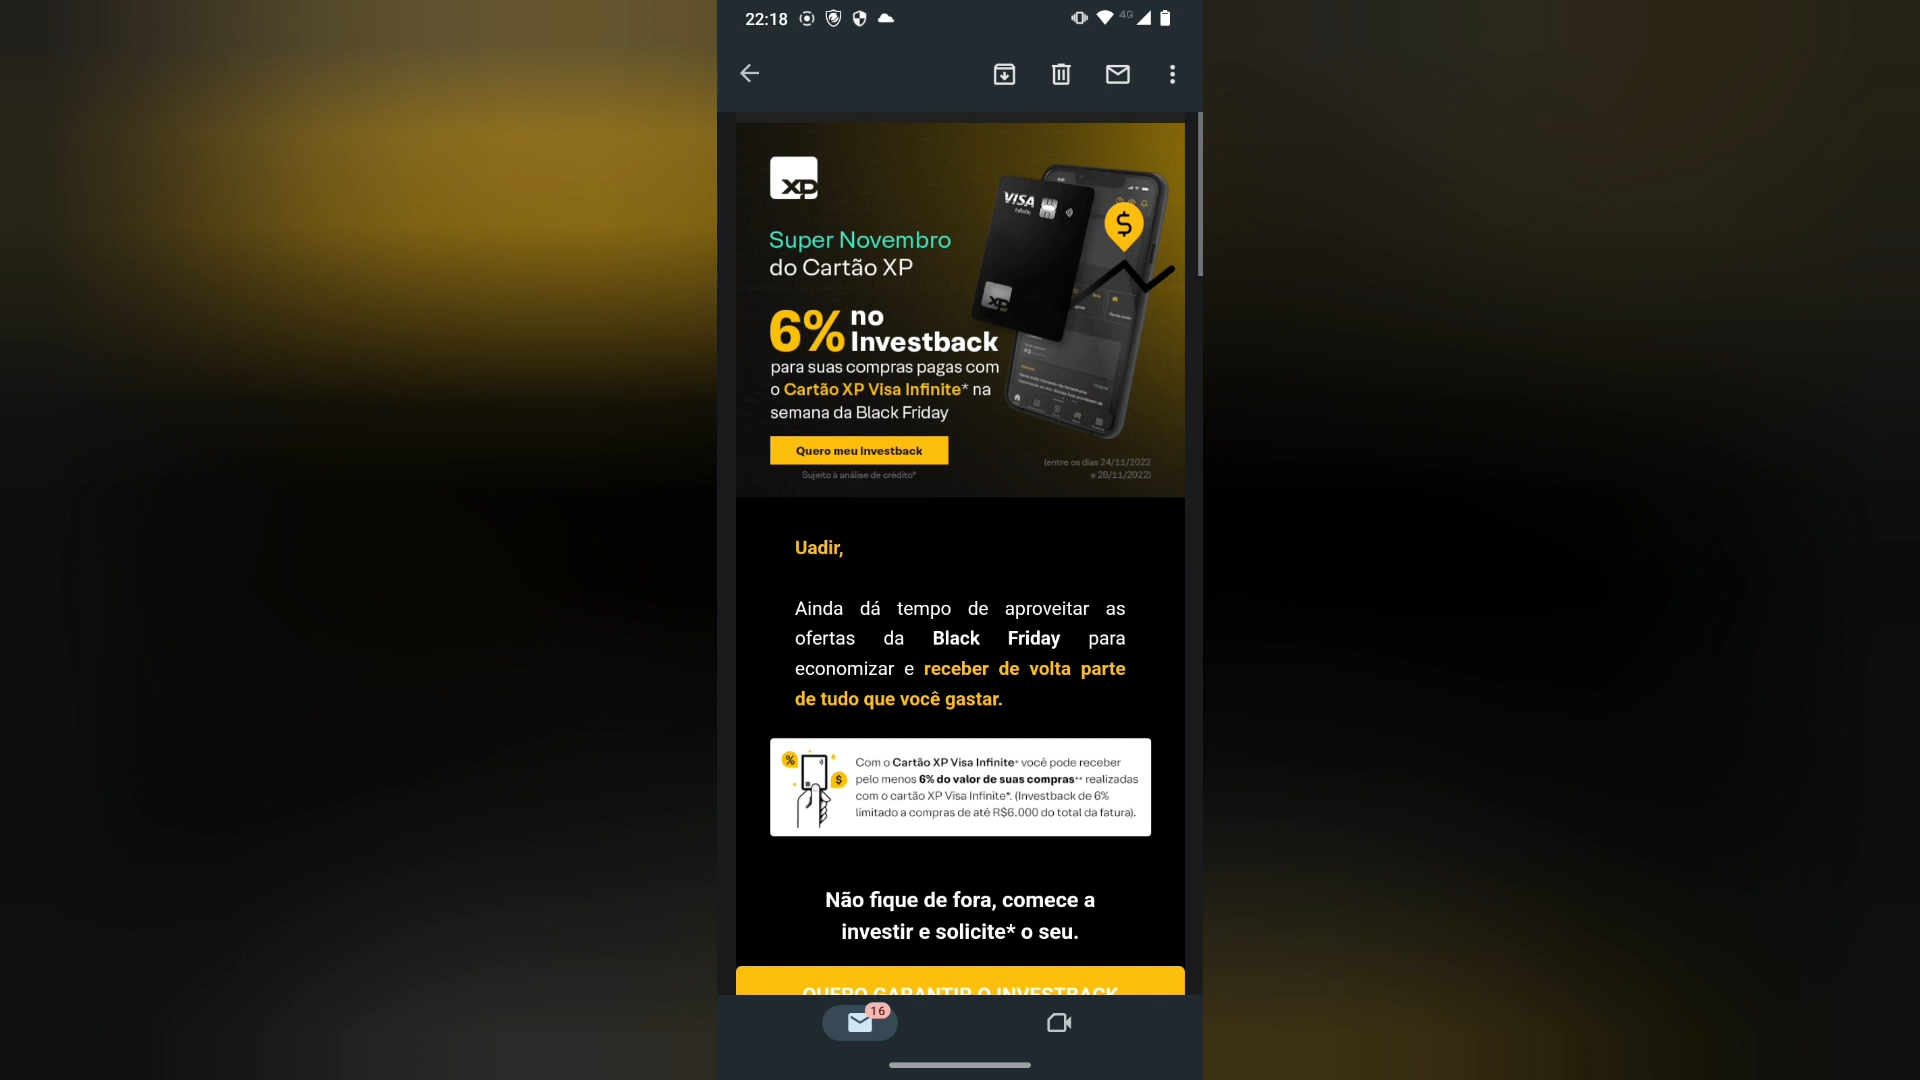 22:18
4G
XP
VISA
Infinite
$
XP
Super Novembro
do Cartão XP
6% no
Investback
para suas compras pagas com
o Cartão XP Visa Infinite* na
semana da Black Friday
Quero meu Investback
Sujeito à análise de crédito*
(entre os dias 24/11/2022
e 28/11/2022)
Uadir,
Ainda dá tempo de aproveitar as
ofertas da Black Friday para
economizar e receber de volta parte
de tudo que você gastar.
% $
Com o Cartão XP Visa Infinite* você pode receber
pelo menos 6% do valor de suas compras** realizadas
com o cartão XP Visa Infinite*. (Investback de 6%
limitado a compras de até R$6.000 do total da fatura).
Não fique de fora, comece a
investir e solicite* o seu.
QUERO GARANTIR O INVESTBACK
16